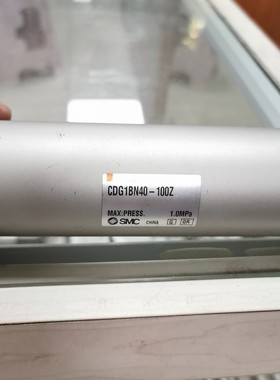 CDG1BN40-100Z
MAX.PRESS. 1.0MPa
SMC CHINA